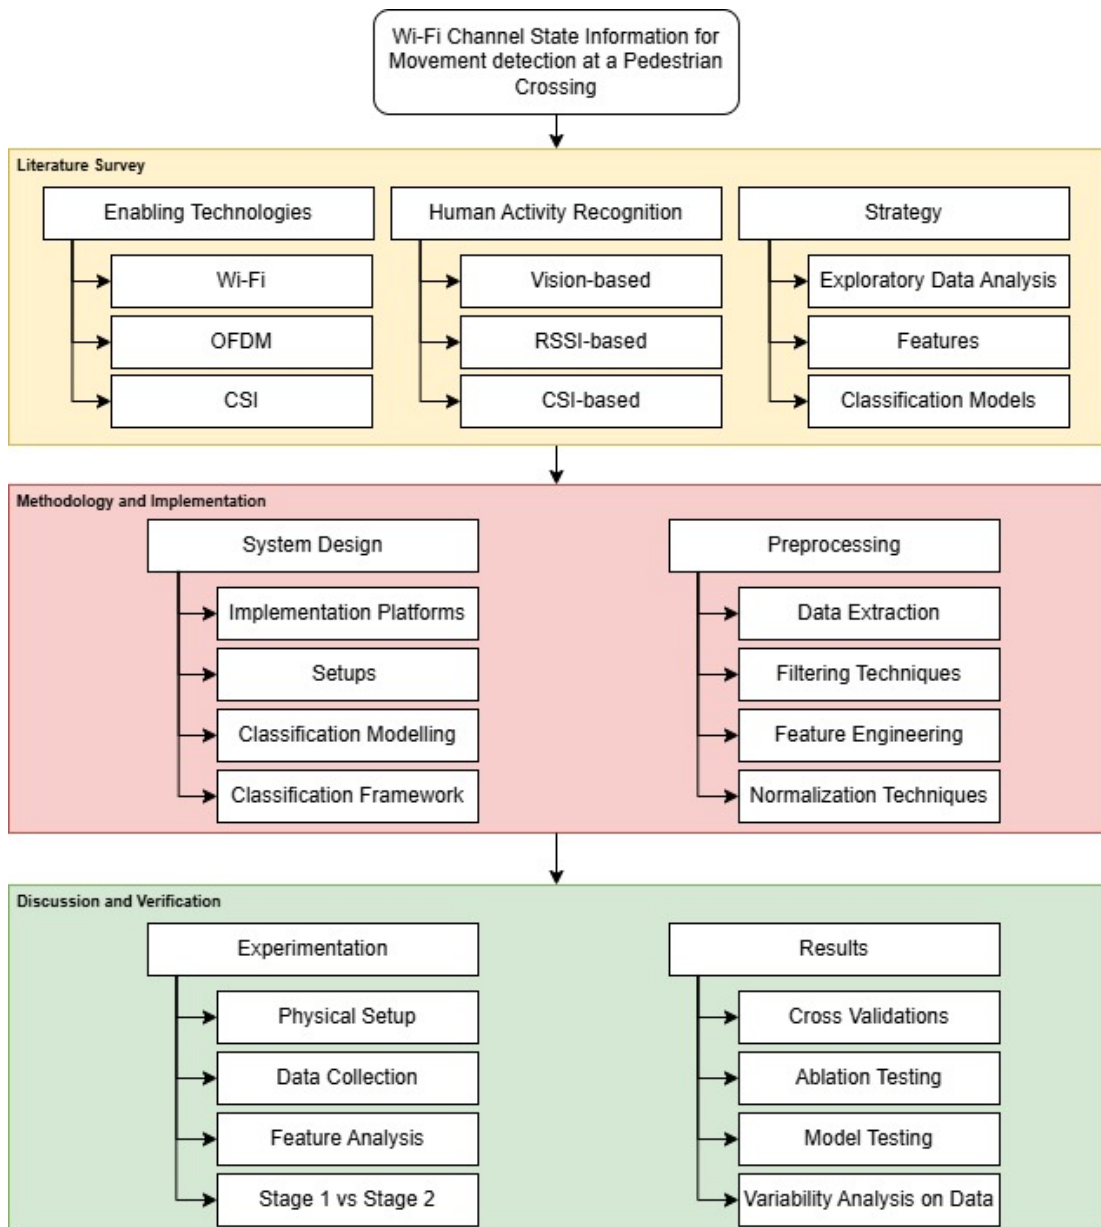 Wi-Fi Channel State Information for
Movement detection at a Pedestrian
Crossing
Literature Survey
Enabling Technologies
Wi-Fi
OFDM
CSI
Human Activity Recognition
Vision-based
RSSI-based
CSI-based
Strategy
Exploratory Data Analysis
Features
Classification Models
Methodology and Implementation
System Design
Implementation Platforms
Setups
Classification Modelling
Classification Framework
Preprocessing
Data Extraction
Filtering Techniques
Feature Engineering
Normalization Techniques
Discussion and Verification
Experimentation
Physical Setup
Data Collection
Feature Analysis
Stage 1 vs Stage 2
Results
Cross Validations
Ablation Testing
Model Testing
Variability Analysis on Data